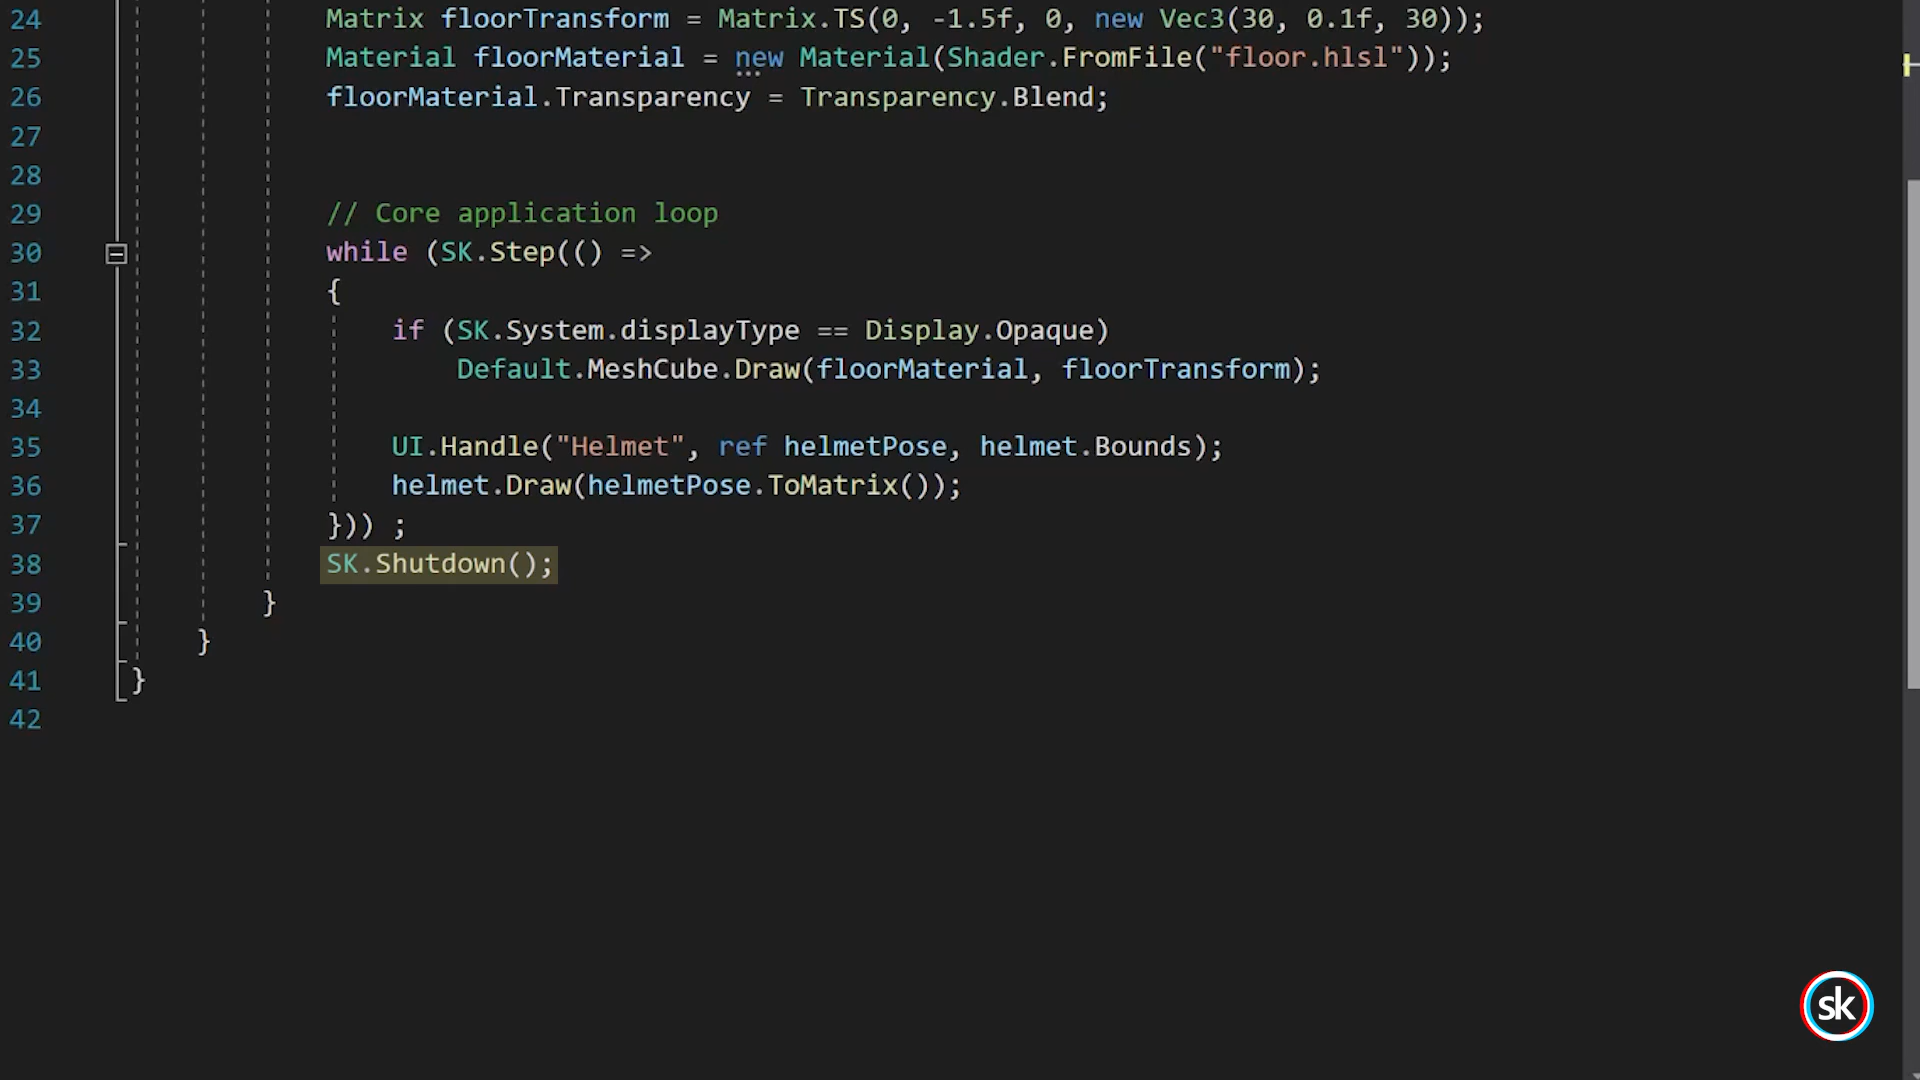 24 Matrix floorTransform = Matrix.TS(0, -1.5f, 0, new Vec3(30, 0.1f, 30));
25 Material floorMaterial = new Material(Shader.FromFile("floor.hlsl"));
26 floorMaterial.Transparency = Transparency.Blend;
27
28
29 // Core application loop
30 while (SK.Step(() =>
31 {
32 if (SK.System.displayType == Display.Opaque)
33 Default.MeshCube.Draw(floorMaterial, floorTransform);
34
35 UI.Handle("Helmet", ref helmetPose, helmet.Bounds);
36 helmet.Draw(helmetPose.ToMatrix());
37 })) ;
38 SK.Shutdown();
39 }
40 }
41 }
42
sk